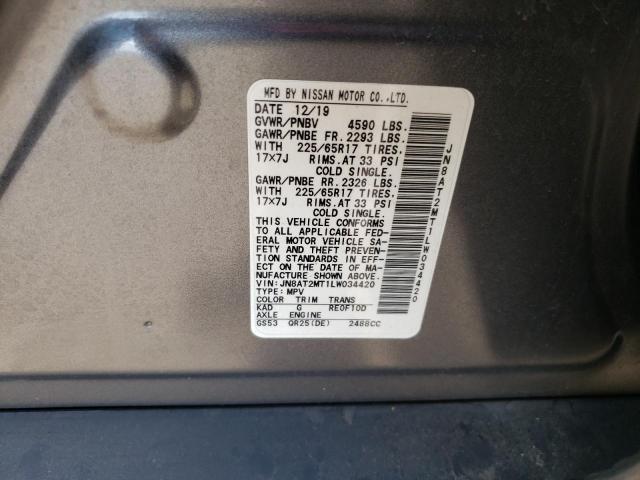 MFD BY NISSAN MOTOR CO.,LTD.
DATE 12/19
GVWR/PNBV 4590 LBS.
GAWR/PNBE FR. 2293 LBS.
WITH 225/65R17 TIRES.
17×7J RIMS. AT 33 PSI
COLD SINGLE.
GAWR/PNBE RR. 2326 LBS.
WITH 225/65R17 TIRES.
17×7J RIMS. AT 33 PSI
COLD SINGLE.
THIS VEHICLE CONFORMS
TO ALL APPLICABLE FED-
ERAL MOTOR VEHICLE SA-
FETY AND THEFT PREVEN-
TION STANDARDS IN EFF-
ECT ON THE DATE OF MA-
NUFACTURE SHOWN ABOVE.
VIN:JN8AT2MT1LW034420
TYPE: MPV
COLOR TRIM TRANS
KAD G RE0F10D
AXLE ENGINE
GS53 QR25(DE) 2488CC
JN8AT2MT1LW034420